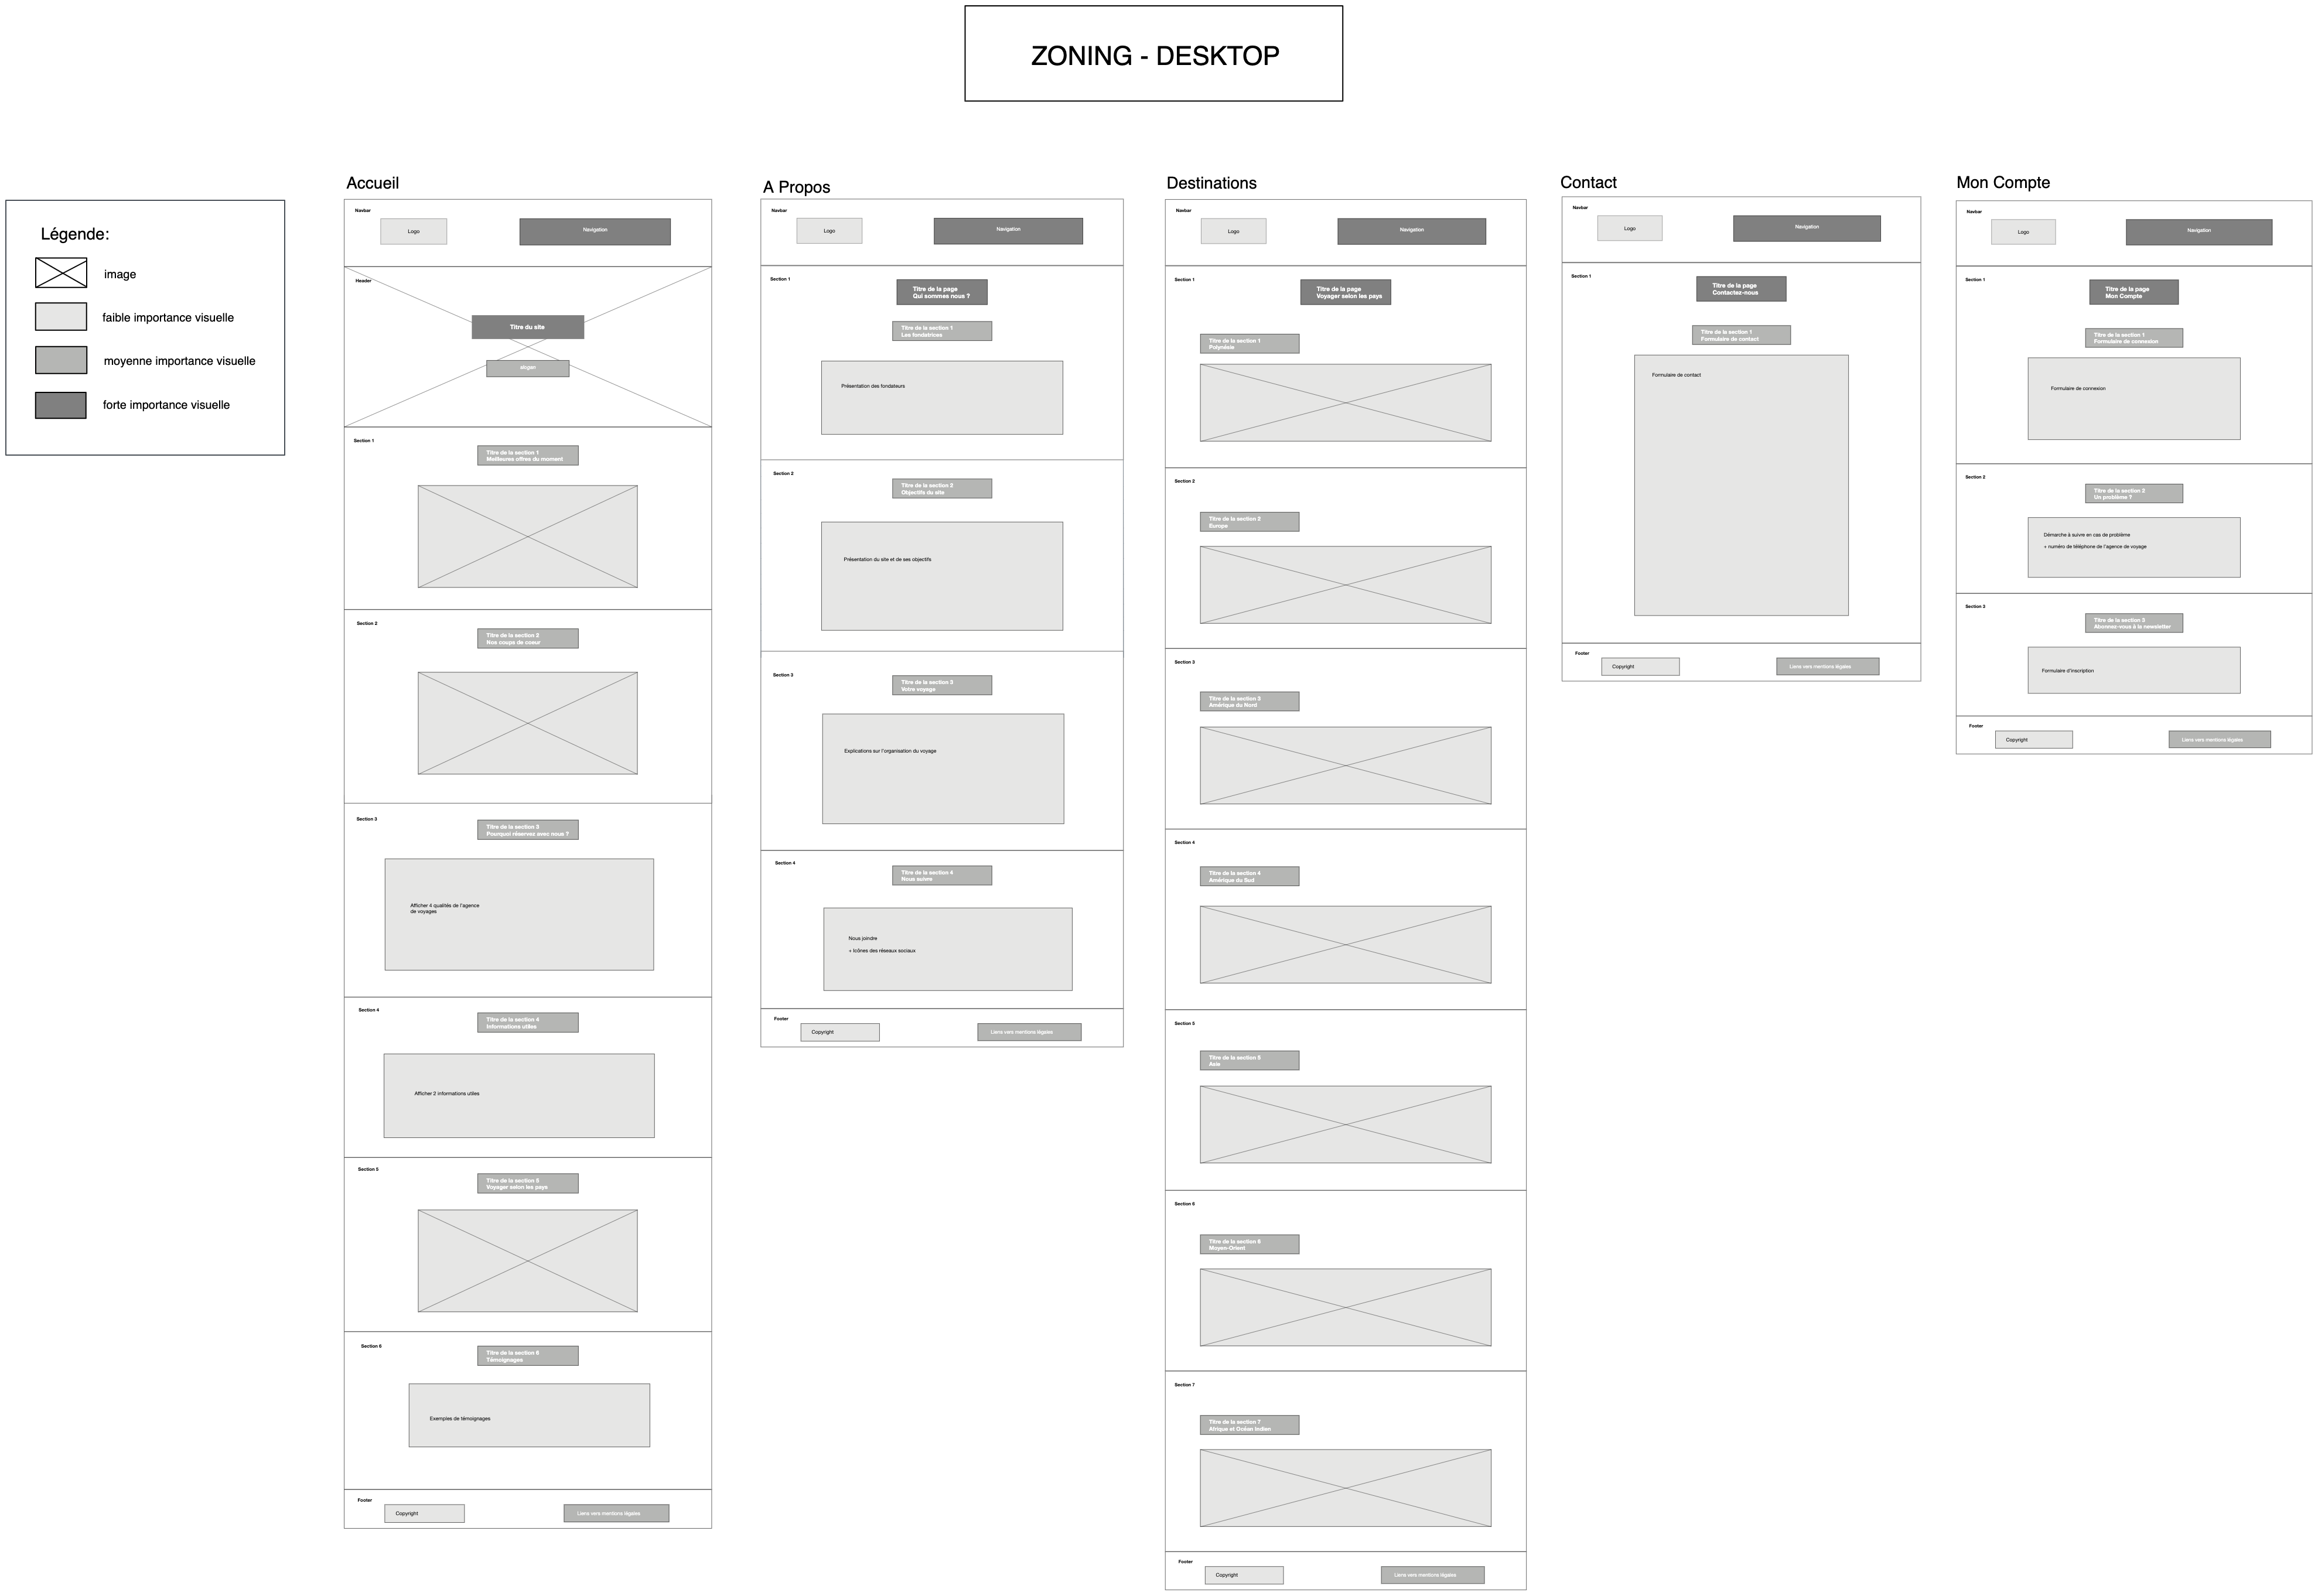 ZONING - DESKTOP
Légende:
image
faible importance visuelle
moyenne importance visuelle
forte importance visuelle
Accueil
Navbar
Logo
Navigation
Header
Titre du site
slogan
Section 1
Titre de la section 1
Meilleures offres du moment
Section 2
Titre de la section 2
Nos coups de coeur
Section 3
Titre de la section 3
Pourquoi réservez avec nous ?
Afficher 4 qualités de l'agence
de voyages
Section 4
Titre de la section 4
Informations utiles
Afficher 2 informations utiles
Section 5
Titre de la section 5
Voyager selon les pays
Section 6
Titre de la section 6
Témoignages
Exemples de témoignages
Footer
Copyright
Liens vers mentions légales
A Propos
Navbar
Logo
Navigation
Section 1
Titre de la page
Qui sommes nous ?
Titre de la section 1
Les fondatrices
Présentation des fondateurs
Section 2
Titre de la section 2
Objectifs du site
Présentation du site et de ses objectifs
Section 3
Titre de la section 3
Votre voyage
Explications sur l'organisation du voyage
Section 4
Titre de la section 4
Nous suivre
Nous joindre
+ Icônes des réseaux sociaux
Footer
Copyright
Liens vers mentions légales
Destinations
Navbar
Logo
Navigation
Section 1
Titre de la page
Voyager selon les pays
Titre de la section 1
Polynésie
Section 2
Titre de la section 2
Europe
Section 3
Titre de la section 3
Amérique du Nord
Section 4
Titre de la section 4
Amérique du Sud
Section 5
Titre de la section 5
Asie
Section 6
Titre de la section 6
Moyen-Orient
Section 7
Titre de la section 7
Afrique et Océan Indien
Footer
Copyright
Liens vers mentions légales
Contact
Navbar
Logo
Navigation
Section 1
Titre de la page
Contactez-nous
Titre de la section 1
Formulaire de contact
Formulaire de contact
Footer
Copyright
Liens vers mentions légales
Mon Compte
Navbar
Logo
Navigation
Section 1
Titre de la page
Mon Compte
Titre de la section 1
Formulaire de connexion
Formulaire de connexion
Section 2
Titre de la section 2
Un problème ?
Démarche à suivre en cas de problème
+ numéro de téléphone de l'agence de voyage
Section 3
Titre de la section 3
Abonnez-vous à la newsletter
Formulaire d'inscription
Footer
Copyright
Liens vers mentions légales